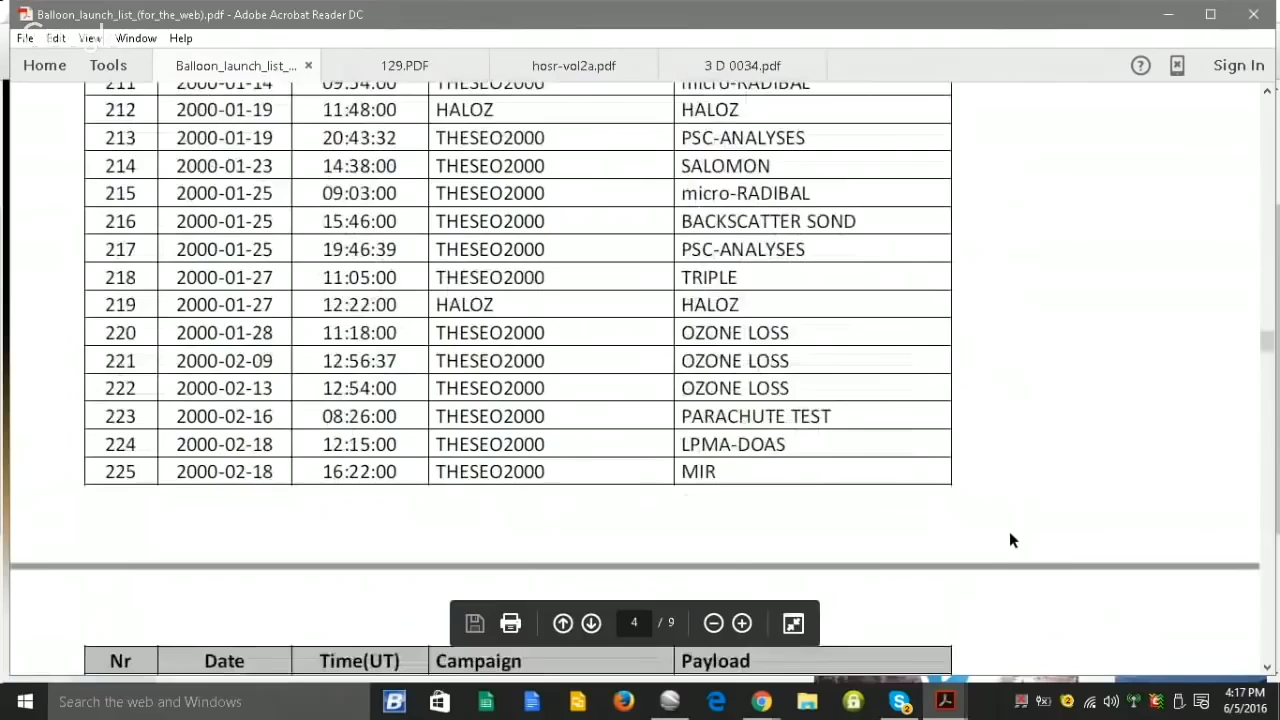 Balloon_launch_list_(for_the_web).pdf - Adobe Acrobat Reader DC
File Edit View Window Help
Google
Home Tools Balloon_launch_list_... × 129.PDF hosr-vol2a.pdf 3 D 0034.pdf Sign In
211 2000-01-14 09:54:00 THESEO2000 micro-RADIBAL
212 2000-01-19 11:48:00 HALOZ HALOZ
213 2000-01-19 20:43:32 THESEO2000 PSC-ANALYSES
214 2000-01-23 14:38:00 THESEO2000 SALOMON
215 2000-01-25 09:03:00 THESEO2000 micro-RADIBAL
216 2000-01-25 15:46:00 THESEO2000 BACKSCATTER SOND
217 2000-01-25 19:46:39 THESEO2000 PSC-ANALYSES
218 2000-01-27 11:05:00 THESEO2000 TRIPLE
219 2000-01-27 12:22:00 HALOZ HALOZ
220 2000-01-28 11:18:00 THESEO2000 OZONE LOSS
221 2000-02-09 12:56:37 THESEO2000 OZONE LOSS
222 2000-02-13 12:54:00 THESEO2000 OZONE LOSS
223 2000-02-16 08:26:00 THESEO2000 PARACHUTE TEST
224 2000-02-18 12:15:00 THESEO2000 LPMA-DOAS
225 2000-02-18 16:22:00 THESEO2000 MIR
4 / 9
Nr Date Time(UT) Campaign Payload
Search the web and Windows
4:17 PM
6/5/2016